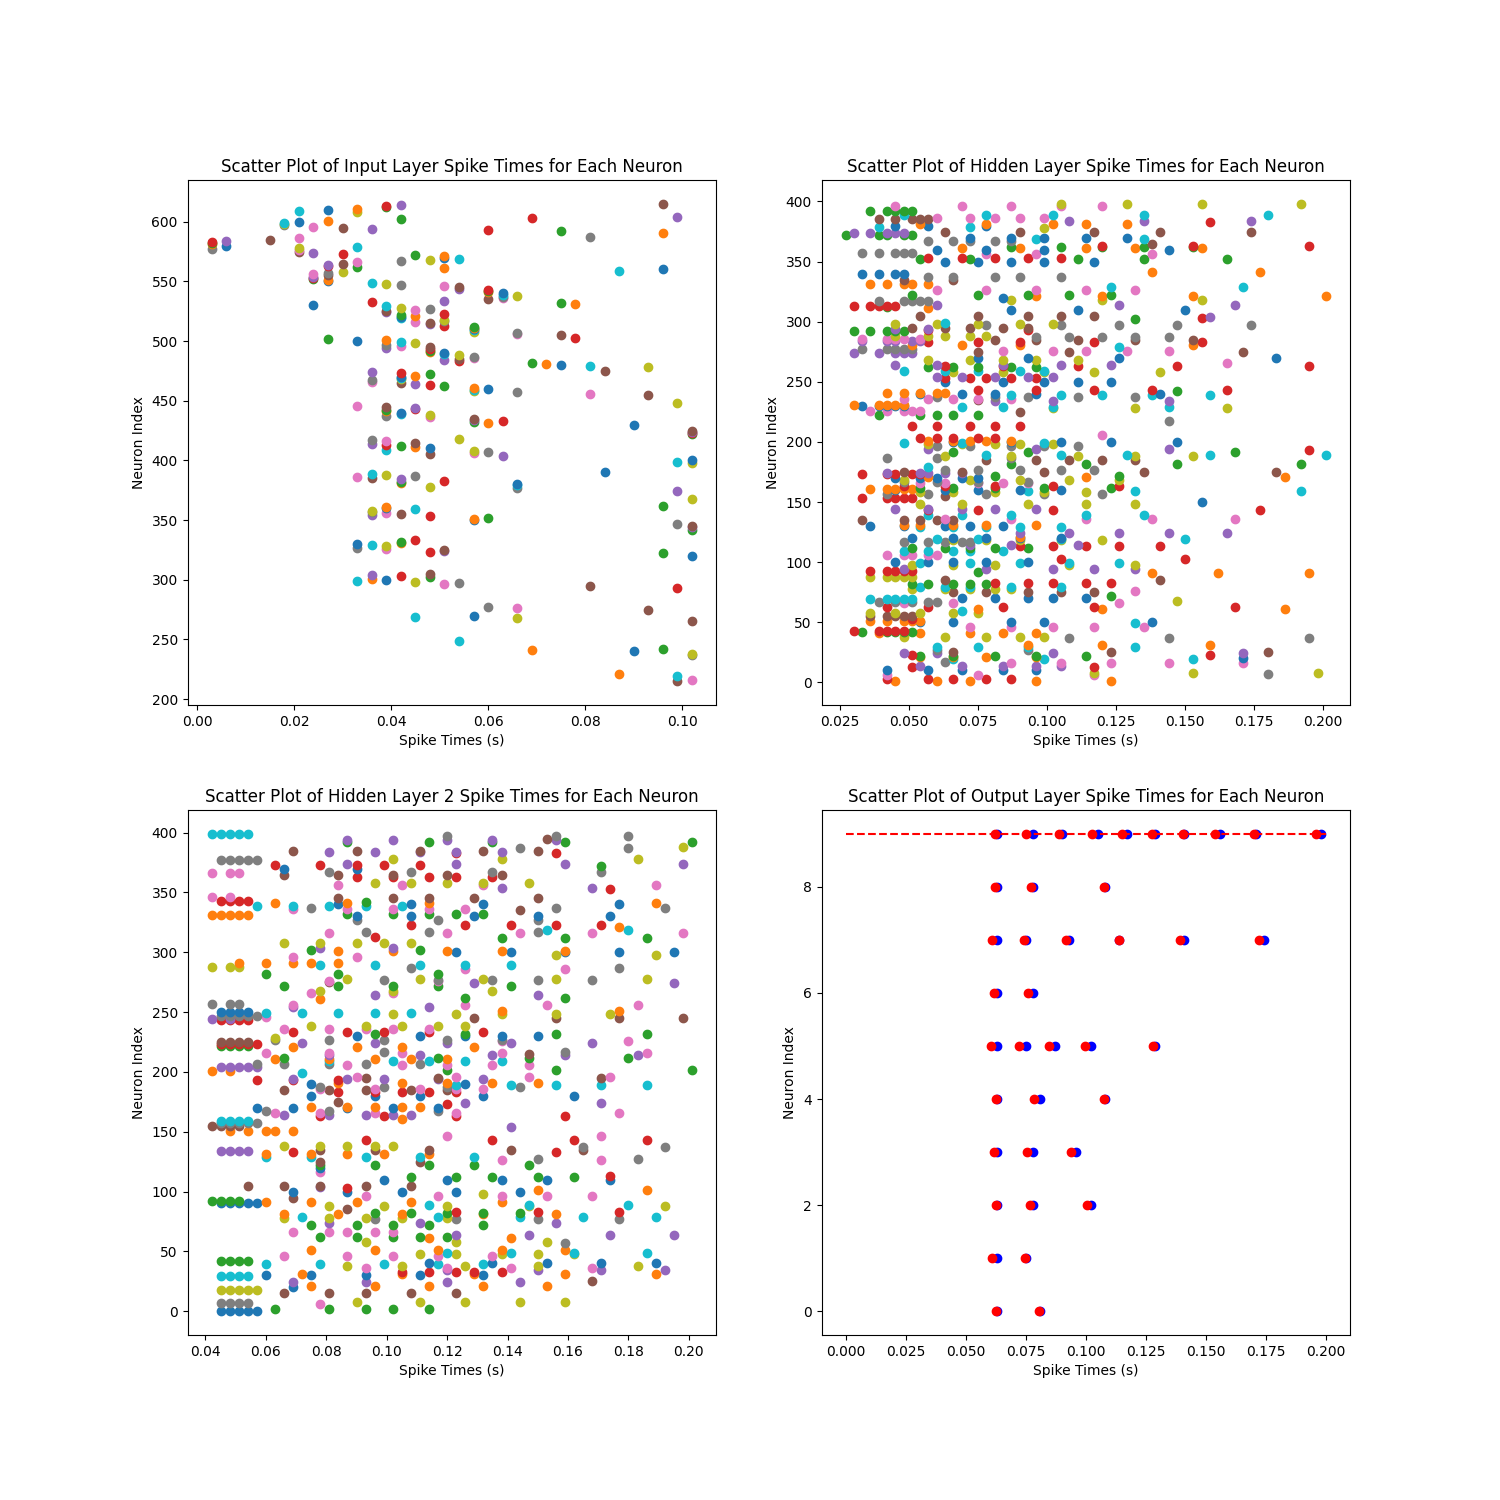 Scatter Plot of Input Layer Spike Times for Each Neuron
Neuron Index
600
550
500
450
400
350
300
250
200
0.00 0.02 0.04 0.06 0.08 0.10
Spike Times (s)
Scatter Plot of Hidden Layer Spike Times for Each Neuron
Neuron Index
400
350
300
250
200
150
100
50
0
0.025 0.050 0.075 0.100 0.125 0.150 0.175 0.200
Spike Times (s)
Scatter Plot of Hidden Layer 2 Spike Times for Each Neuron
Neuron Index
400
350
300
250
200
150
100
50
0
0.04 0.06 0.08 0.10 0.12 0.14 0.16 0.18 0.20
Spike Times (s)
Scatter Plot of Output Layer Spike Times for Each Neuron
Neuron Index
8
6
4
2
0
0.000 0.025 0.050 0.075 0.100 0.125 0.150 0.175 0.200
Spike Times (s)